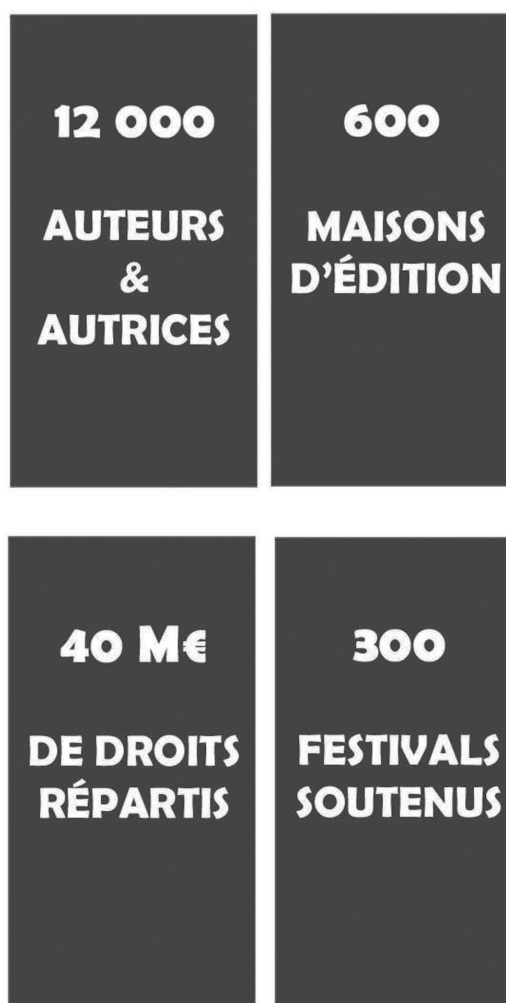 12 000
AUTEURS
&
AUTRICES
600
MAISONS
D'ÉDITION
40 M€
DE DROITS
RÉPARTIS
300
FESTIVALS
SOUTENUS